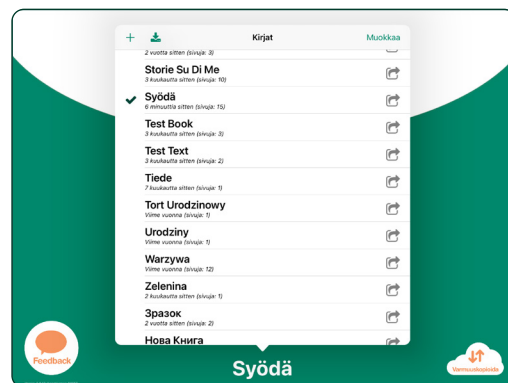 + Kirjat Muokkaa
2 vuotta sitten (sivuja: 3)
Storie Su Di Me
3 kuukautta sitten (sivuja: 10)
Syödä
6 minuuttia sitten (sivuja: 15)
Test Book
3 kuukautta sitten (sivuja: 3)
Test Text
3 kuukautta sitten (sivuja: 2)
Tiede
7 kuukautta sitten (sivuja: 1)
Tort Urodzinowy
Viime vuonna (sivuja: 1)
Urodziny
Viime vuonna (sivuja: 1)
Warzywa
Viime vuonna (sivuja: 12)
Zelenina
2 kuukautta sitten (sivuja: 1)
Зразок
2 vuotta sitten (sivuja: 2)
Нова Книга
Feedback
Syödä
Varmuuskopioida